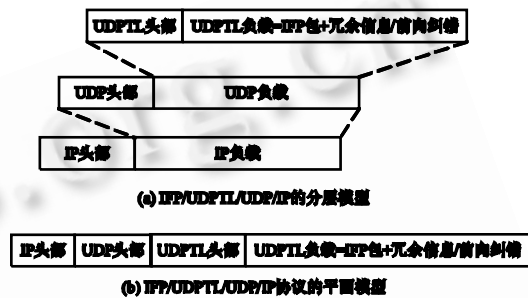 UDPTL头部 UDPTL负载=IFP包+冗余信息/前向纠错
UDP头部 UDP负载
IP头部 IP负载
(a) IFP/UDPTL/UDP/IP的分层模型
IP头部 UDP头部 UDPTL头部 UDPTL负载=IFP包+冗余信息/前向纠错
(b) IFP/UDPTL/UDP/IP协议的平面模型